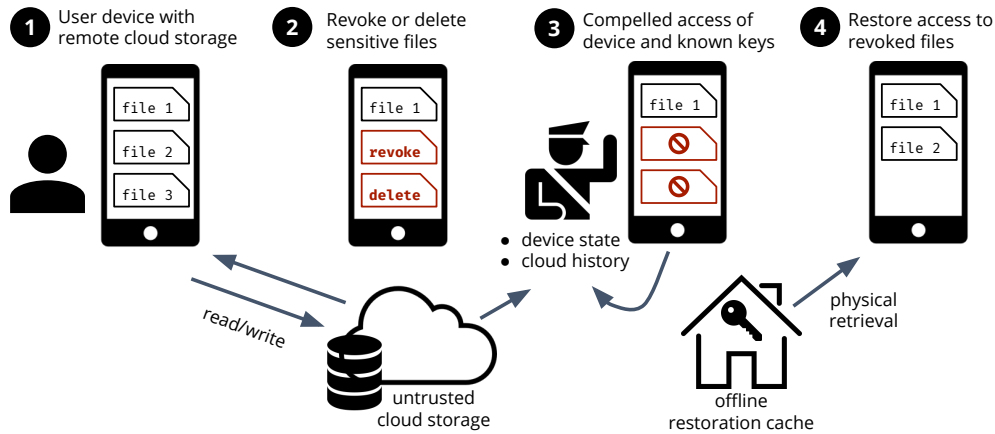 1 User device with
remote cloud storage
2 Revoke or delete
sensitive files
3 Compelled access of
device and known keys
4 Restore access to
revoked files
file 1
file 2
file 3
file 1
revoke
delete
file 1
file 1
file 2
• device state
• cloud history
read/write
untrusted
cloud storage
physical
retrieval
offline
restoration cache